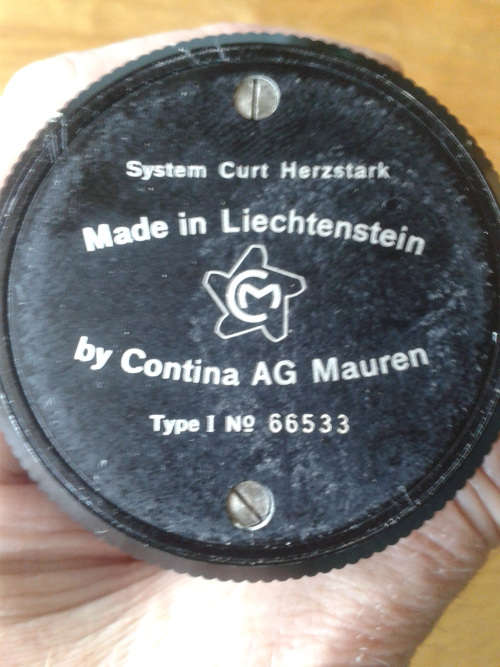 System Curt Herzstark
Made in Liechtenstein
CM
by Contina AG Mauren
Type I Nº 66533